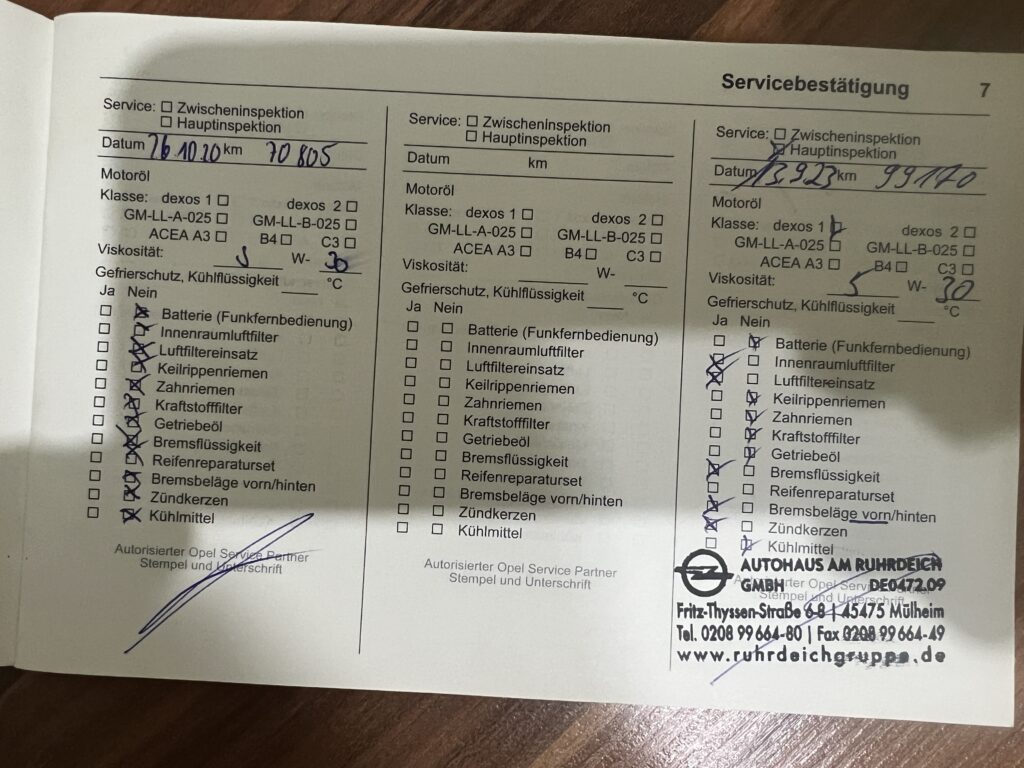 Servicebestätigung 7
Service: Zwischeninspektion
Hauptinspektion
Datum 26.10.20 km 70 805
Motoröl
Klasse: dexos 1 dexos 2
GM-LL-A-025 GM-LL-B-025
ACEA A3 B4 C3
Viskosität: 5 W- 30
Gefrierschutz, Kühlflüssigkeit °C
Ja Nein
Batterie (Funkfernbedienung)
Innenraumluftfilter
Luftfiltereinsatz
Keilrippenriemen
Zahnriemen
Kraftstofffilter
Getriebeöl
Bremsflüssigkeit
Reifenreparaturset
Bremsbeläge vorn/hinten
Zündkerzen
Kühlmittel
Autorisierter Opel Service Partner
Stempel und Unterschrift
Service: Zwischeninspektion
Hauptinspektion
Datum km
Motoröl
Klasse: dexos 1 dexos 2
GM-LL-A-025 GM-LL-B-025
ACEA A3 B4 C3
Viskosität: W-
Gefrierschutz, Kühlflüssigkeit °C
Ja Nein
Batterie (Funkfernbedienung)
Innenraumluftfilter
Luftfiltereinsatz
Keilrippenriemen
Zahnriemen
Kraftstofffilter
Getriebeöl
Bremsflüssigkeit
Reifenreparaturset
Bremsbeläge vorn/hinten
Zündkerzen
Kühlmittel
Autorisierter Opel Service Partner
Stempel und Unterschrift
Service: Zwischeninspektion
Hauptinspektion
Datum 13.923 km 99170
Motoröl
Klasse: dexos 1 dexos 2
GM-LL-A-025 GM-LL-B-025
ACEA A3 B4 C3
Viskosität: 5 W- 30
Gefrierschutz, Kühlflüssigkeit °C
Ja Nein
Batterie (Funkfernbedienung)
Innenraumluftfilter
Luftfiltereinsatz
Keilrippenriemen
Zahnriemen
Kraftstofffilter
Getriebeöl
Bremsflüssigkeit
Reifenreparaturset
Bremsbeläge vorn/hinten
Zündkerzen
Kühlmittel
AUTOHAUS AM RUHRDEICH
GMBH DE0472.09
Autorisierter Opel Service
Stempel und Unterschrift
Fritz-Thyssen-Straße 6-8 | 45475 Mülheim
Tel. 0208 99 664-80 | Fax 0208 99 664-49
www.ruhrdeichgruppe.de